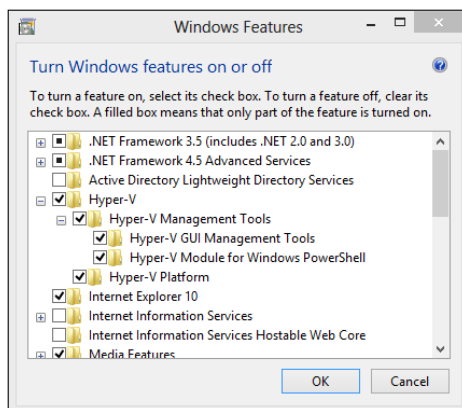 Windows Features
Turn Windows features on or off
To turn a feature on, select its check box. To turn a feature off, clear its
check box. A filled box means that only part of the feature is turned on.
.NET Framework 3.5 (includes .NET 2.0 and 3.0)
.NET Framework 4.5 Advanced Services
Active Directory Lightweight Directory Services
Hyper-V
Hyper-V Management Tools
Hyper-V GUI Management Tools
Hyper-V Module for Windows PowerShell
Hyper-V Platform
Internet Explorer 10
Internet Information Services
Internet Information Services Hostable Web Core
Media Features
OK Cancel